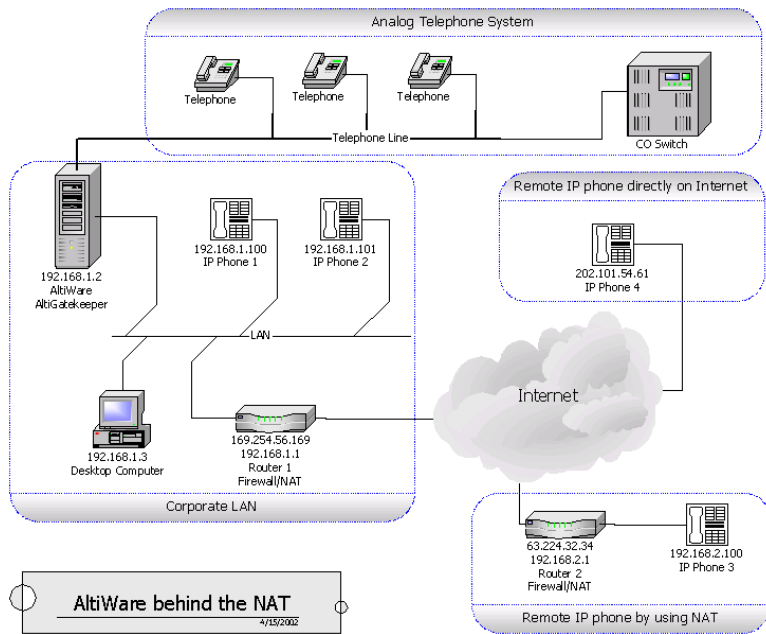 Analog Telephone System
Telephone
Telephone
Telephone
Telephone Line
CO Switch
192.168.1.2
AltiWare
AltiGatekeeper
192.168.1.100
IP Phone 1
192.168.1.101
IP Phone 2
LAN
192.168.1.3
Desktop Computer
169.254.56.169
192.168.1.1
Router 1
Firewall/NAT
Corporate LAN
Remote IP phone directly on Internet
202.101.54.61
IP Phone 4
Internet
63.224.32.34
192.168.2.1
Router 2
Firewall/NAT
192.168.2.100
IP Phone 3
Remote IP phone by using NAT
AltiWare behind the NAT
4/15/2002